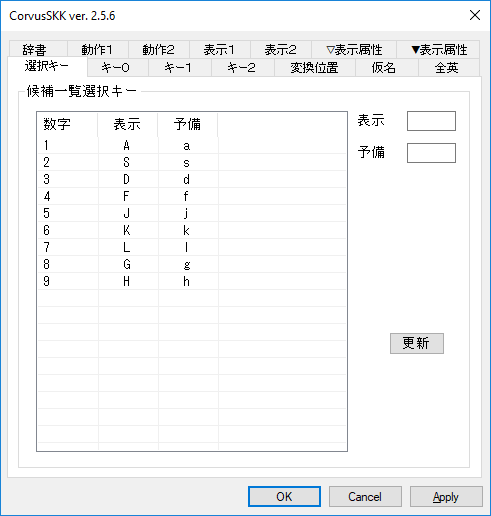 CorvusSKK ver. 2.5.6
辞書 動作1 動作2 表示1 表示2 ▽表示属性 ▼表示属性
選択キー キー0 キー1 キー2 変換位置 仮名 全英
候補一覧選択キー
数字 表示 予備
1 A a
2 S s
3 D d
4 F f
5 J j
6 K k
7 L l
8 G g
9 H h
表示
予備
更新
OK Cancel Apply